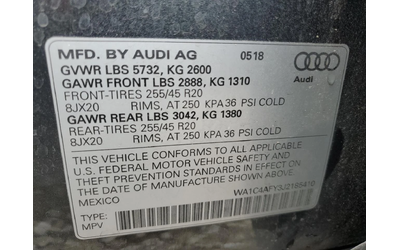 MFD. BY AUDI AG 0518
GVWR LBS 5732, KG 2600
GAWR FRONT LBS 2888, KG 1310
FRONT-TIRES 255/45 R20
8JX20 RIMS, AT 250 KPA 36 PSI COLD
GAWR REAR LBS 3042, KG 1380
REAR-TIRES 255/45 R20
8JX20 RIMS, AT 250 KPA 36 PSI COLD
Audi
THIS VEHICLE CONFORMS TO ALL APPLICABLE
U.S. FEDERAL MOTOR VEHICLE SAFETY AND
THEFT PREVENTION STANDARDS IN EFFECT ON THE
DATE OF MANUFACTURE SHOWN ABOVE.
MEXICO
TYPE: MPV